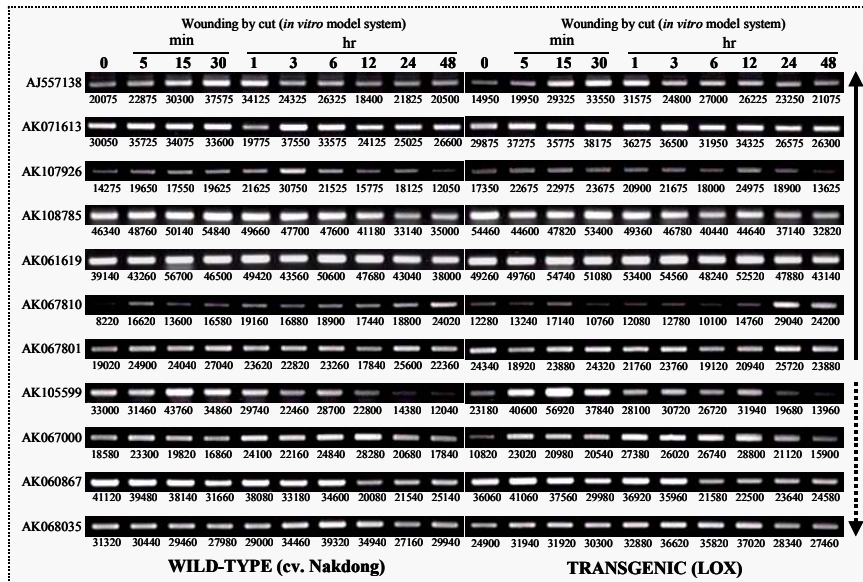 Wounding by cut (in vitro model system) Wounding by cut (in vitro model system)
min hr min hr
0 5 15 30 1 3 6 12 24 48 0 5 15 30 1 3 6 12 24 48
AJ557138
20075 22875 30300 37575 34125 24325 26325 18400 21825 20500 14950 19950 29325 33550 31575 24800 27000 26225 23250 21075
AK071613
30050 35725 34075 33600 19775 37550 33575 24125 25025 26600 29875 37275 35775 38175 36275 36500 31950 34325 26575 26300
AK107926
14275 19650 17550 19625 21625 30750 21525 15775 18125 12050 17350 22675 22975 23675 20900 21675 18000 24975 18900 13625
AK108785
46340 48760 50140 54840 49660 47700 47600 41180 33140 35000 54460 44600 47820 53400 49360 46780 40440 44640 37140 32820
AK061619
39140 43260 56700 46500 49420 43560 50600 47680 43040 38000 49260 49760 54740 51080 53400 54560 48240 52520 47880 43140
AK067810
8220 16620 13600 16580 19160 16880 18900 17440 18800 24020 12280 13240 17140 10760 12080 12780 10100 14760 29040 24200
AK067801
19020 24900 24040 27040 23620 22820 23260 17840 25600 22360 24340 18920 23880 24320 21760 23760 19120 20940 25720 23880
AK105599
33000 31460 43760 34860 29740 22460 28700 22800 14380 12040 23180 40600 56920 37840 28100 30720 26720 31940 19680 13960
AK067000
18580 23300 19820 16860 24100 22160 24840 28280 20680 17840 10820 23020 20980 20540 27380 26020 26740 28800 21120 15900
AK060867
41120 39480 38140 31660 38080 33180 34600 20080 21540 25140 36060 41060 37560 29980 36920 35960 21580 22500 23640 24580
AK068035
31320 30440 29460 27980 29000 34460 39320 34940 27160 29940 24900 31940 31920 30300 32880 36620 35820 37020 28340 27460
WILD-TYPE (cv. Nakdong) TRANSGENIC (LOX)